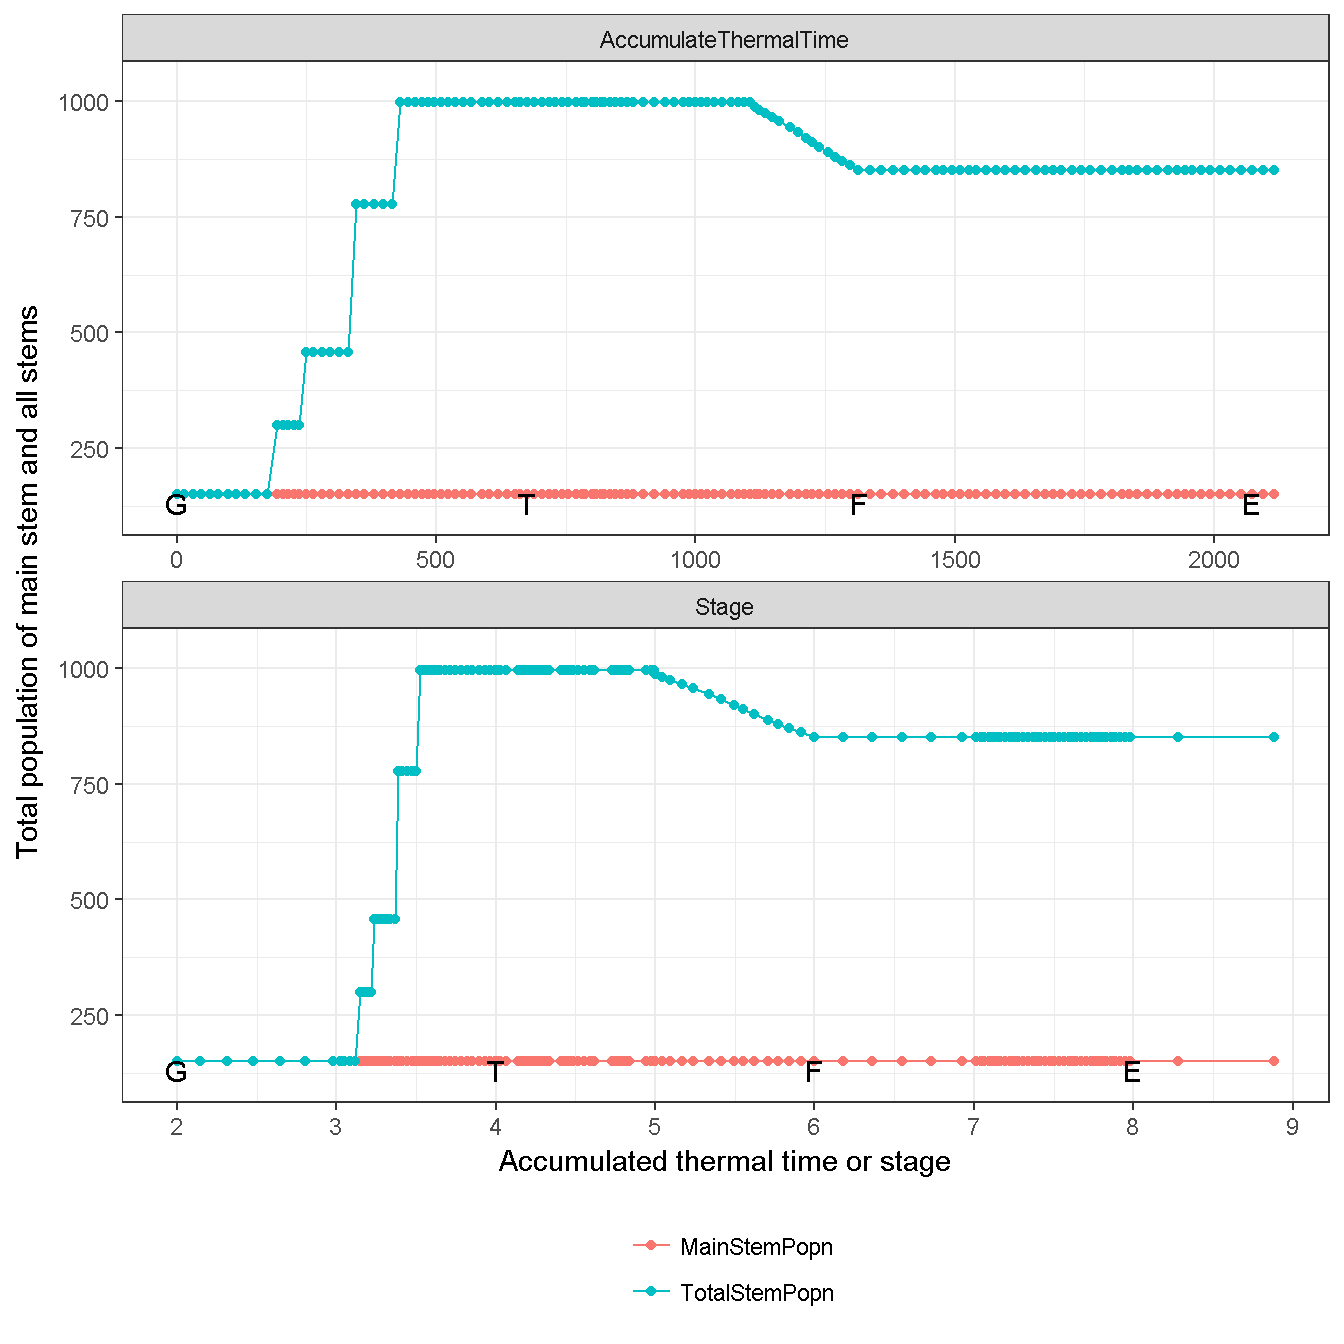 AccumulateThermalTime
1000
750
500
250
G T F E
0 500 1000 1500 2000
Total population of main stem and all stems
Stage
1000
750
500
250
G T F E
2 3 4 5 6 7 8 9
Accumulated thermal time or stage
MainStemPopn
TotalStemPopn